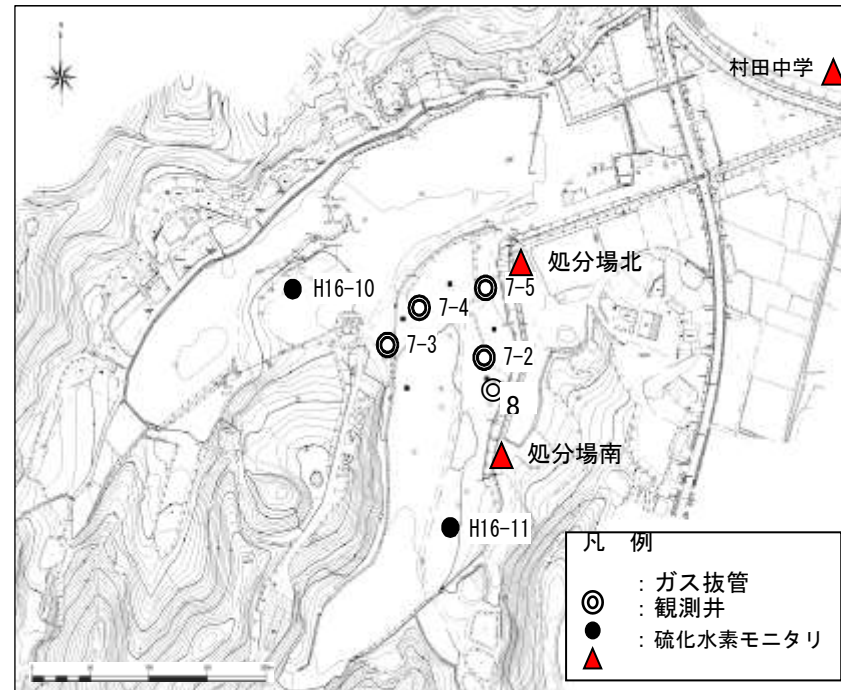 村田中学
処分場北
H16-10
7-5
7-4
7-3
7-2
8
処分場南
H16-11
凡 例
: ガス抜管
: 観測井
: 硫化水素モニタリ